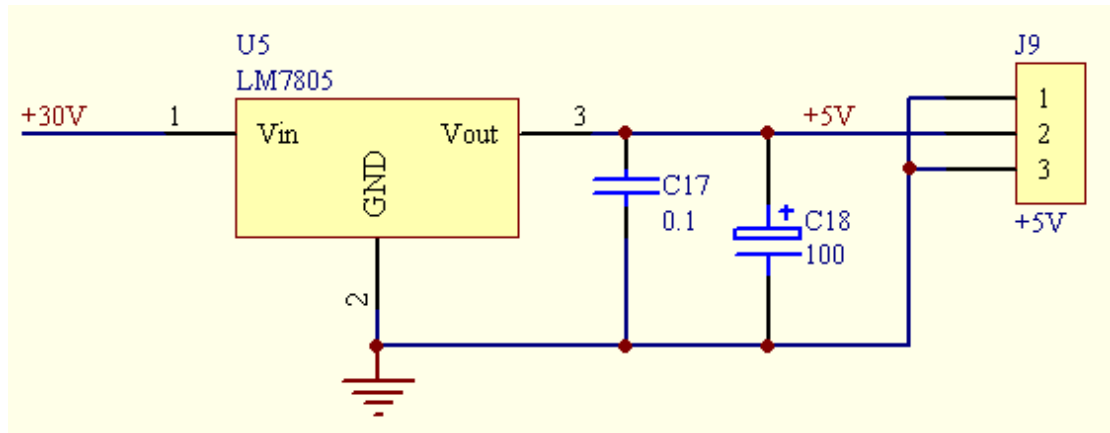 U5
LM7805
J9
+30V
1
Vin
Vout
3
+5V
1
2
3
GND
2
C17
0.1
+
C18
100
+5V